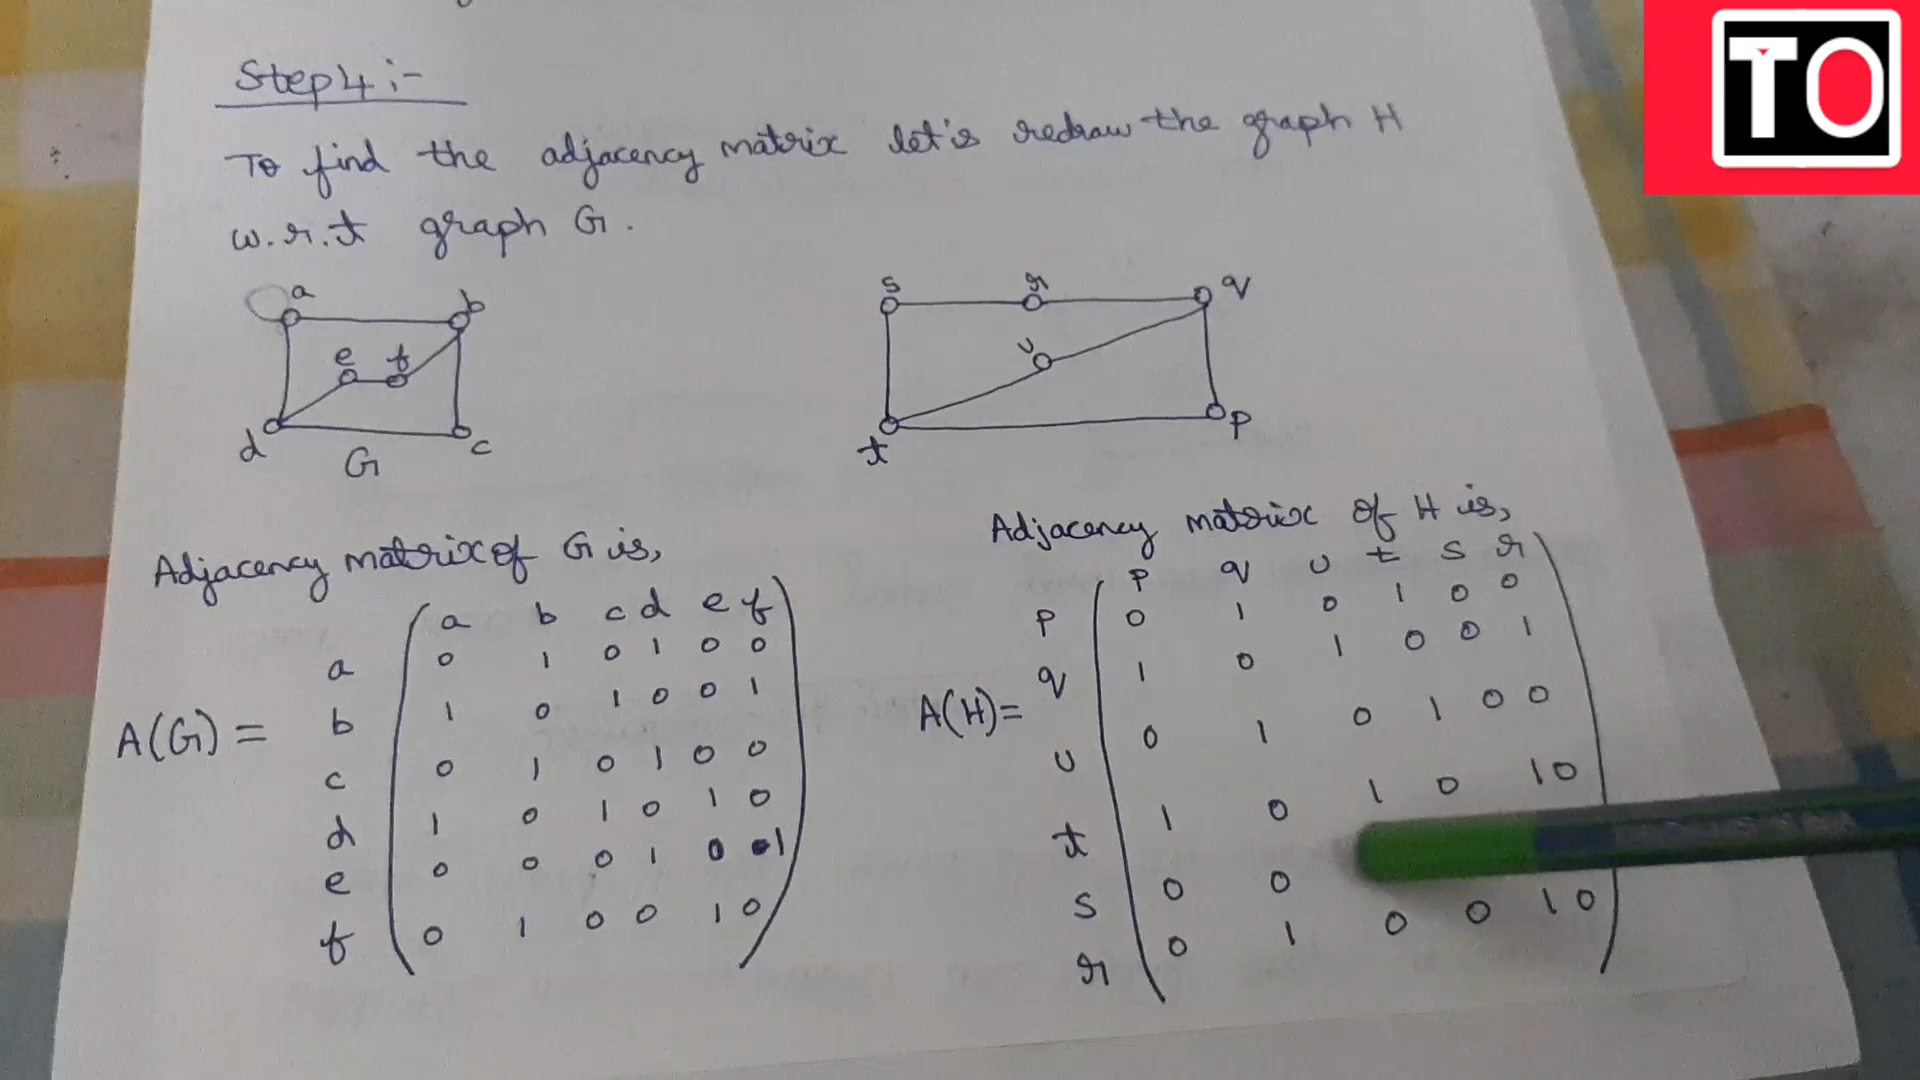 TO
Step 4 :-
To find the adjacency matrix let's redraw the graph H
w.r.t graph G.
a b
e f
d c
G
s r q
u
t p
Adjacency matrix of G is,
a b c d e f
a 0 1 0 1 0 0
b 1 0 1 0 0 1
A(G) =
c 0 1 0 1 0 0
d 1 0 1 0 1 0
e 0 0 0 1 0 1
f 0 1 0 0 1 0
Adjacency matrix of H is,
p q u t s r
p 0 1 0 1 0 0
q 1 0 1 0 0 1
A(H) =
u 0 1 0 1 0 0
t 1 0 1 0 1 0
s 0 0
r 0 1 0 0 1 0